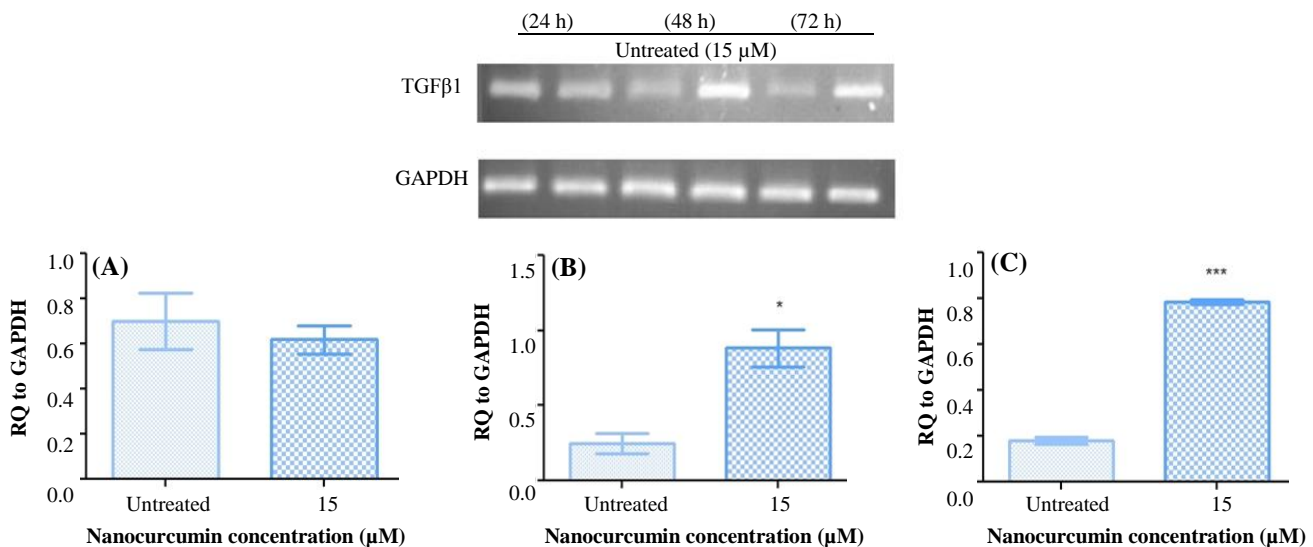 (24 h) (48 h) (72 h)
Untreated (15 µM)
TGFβ1
GAPDH
(A)
1.0
0.8
0.6
0.4
0.2
0.0
RQ to GAPDH
Untreated 15
Nanocurcumin concentration (µM)
(B)
*
1.5
1.0
0.5
0.0
RQ to GAPDH
Untreated 15
Nanocurcumin concentration (µM)
(C)
***
1.0
0.8
0.6
0.4
0.2
0.0
RQ to GAPDH
Untreated 15
Nanocurcumin concentration (µM)